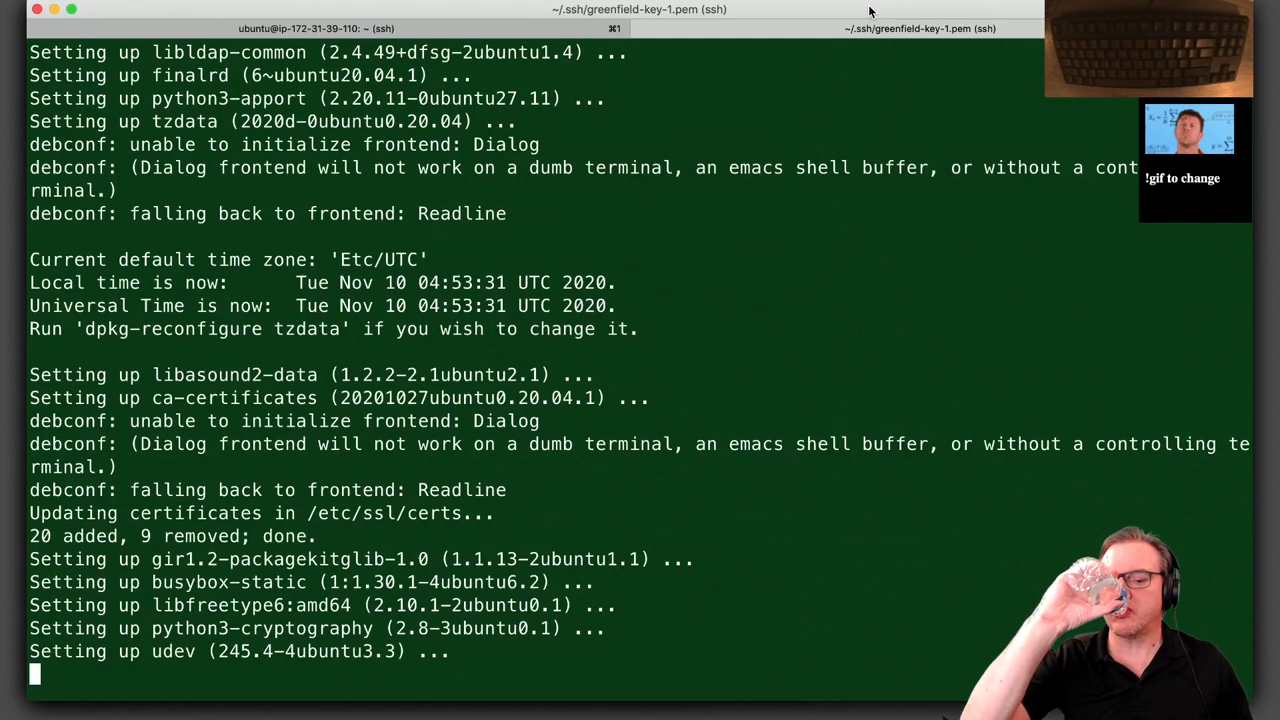 ~/.ssh/greenfield-key-1.pem (ssh)
ubuntu@ip-172-31-39-110: ~ (ssh) ⌘1 ~/.ssh/greenfield-key-1.pem (ssh)
Setting up libldap-common (2.4.49+dfsg-2ubuntu1.4) ...
Setting up finalrd (6~ubuntu20.04.1) ...
Setting up python3-apport (2.20.11-0ubuntu27.11) ...
Setting up tzdata (2020d-0ubuntu0.20.04) ...
debconf: unable to initialize frontend: Dialog
debconf: (Dialog frontend will not work on a dumb terminal, an emacs shell buffer, or without a cont
rminal.)
debconf: falling back to frontend: Readline
!gif to change
Current default time zone: 'Etc/UTC'
Local time is now:      Tue Nov 10 04:53:31 UTC 2020.
Universal Time is now:  Tue Nov 10 04:53:31 UTC 2020.
Run 'dpkg-reconfigure tzdata' if you wish to change it.
Setting up libasound2-data (1.2.2-2.1ubuntu2.1) ...
Setting up ca-certificates (20201027ubuntu0.20.04.1) ...
debconf: unable to initialize frontend: Dialog
debconf: (Dialog frontend will not work on a dumb terminal, an emacs shell buffer, or without a controlling te
rminal.)
debconf: falling back to frontend: Readline
Updating certificates in /etc/ssl/certs...
20 added, 9 removed; done.
Setting up gir1.2-packagekitglib-1.0 (1.1.13-2ubuntu1.1) ...
Setting up busybox-static (1:1.30.1-4ubuntu6.2) ...
Setting up libfreetype6:amd64 (2.10.1-2ubuntu0.1) ...
Setting up python3-cryptography (2.8-3ubuntu0.1) ...
Setting up udev (245.4-4ubuntu3.3) ...